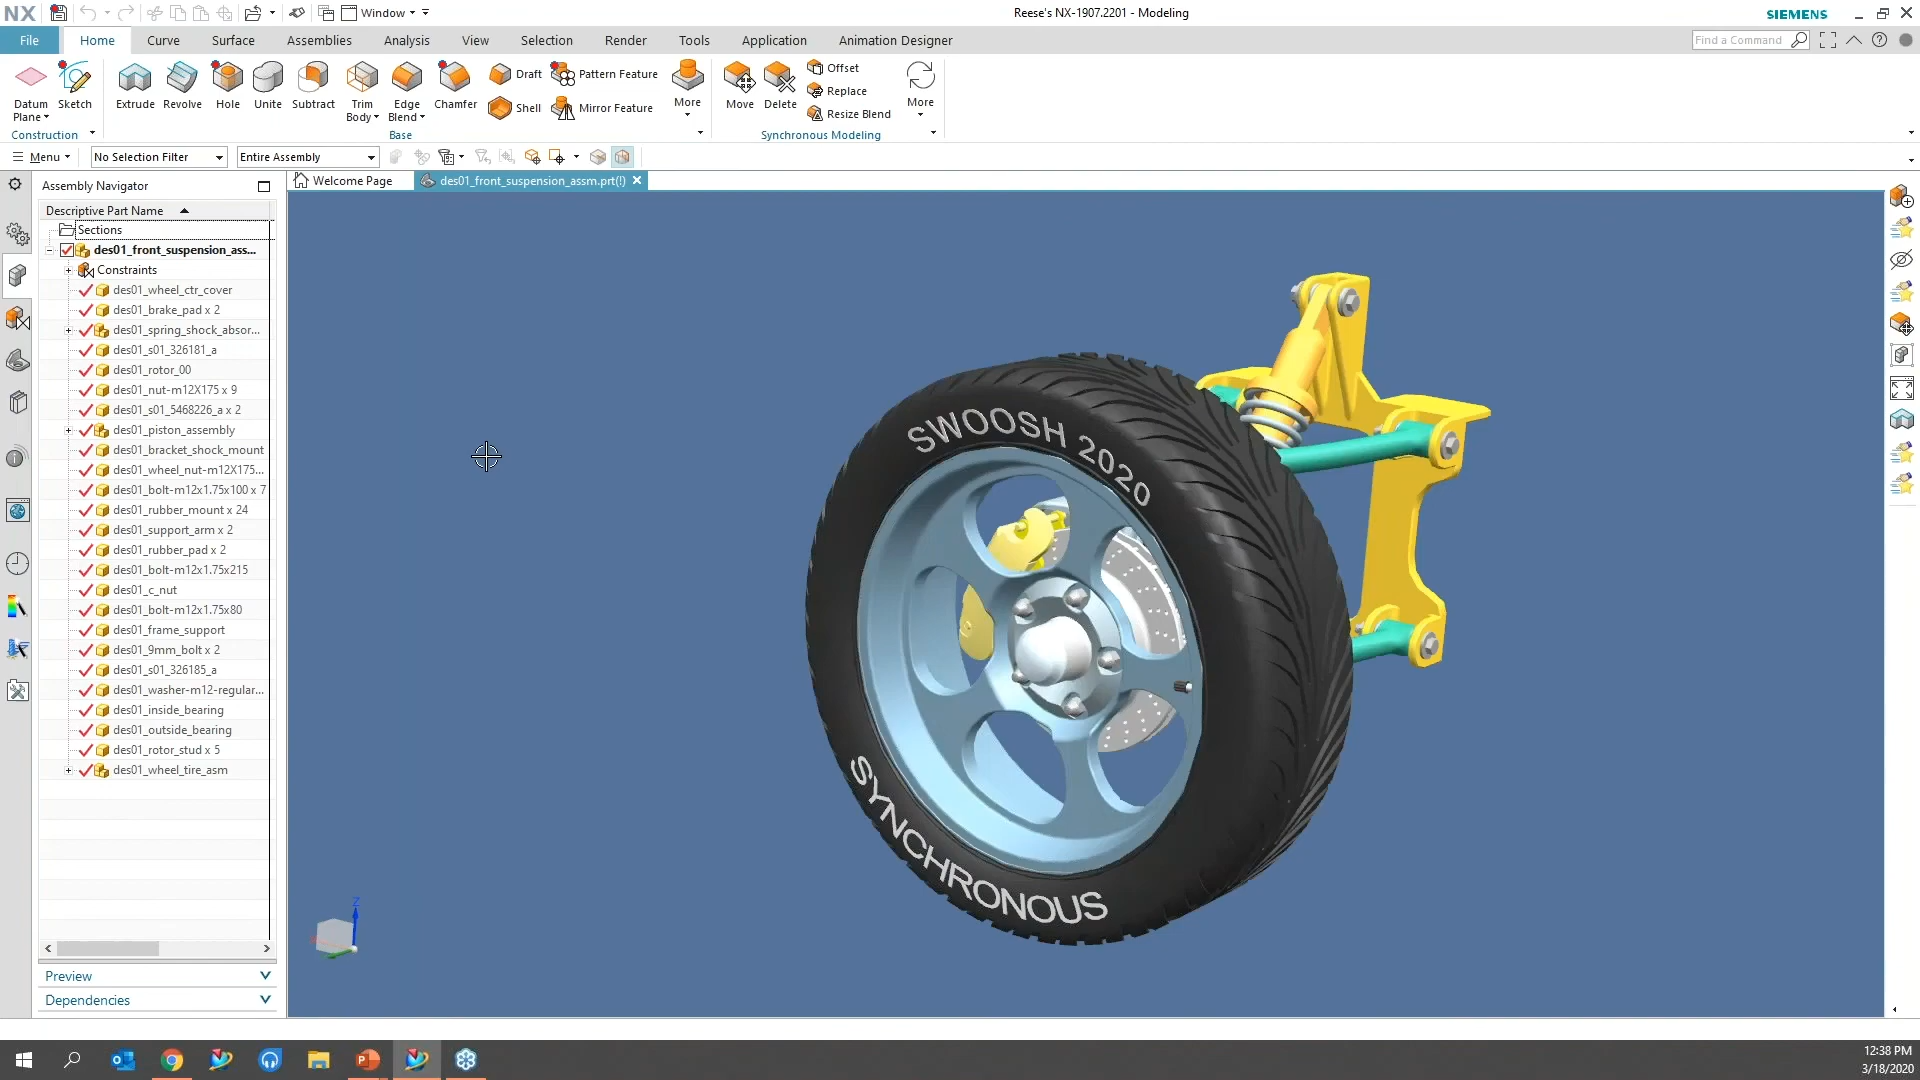 NX
Window
Reese's NX-1907.2201 - Modeling
SIEMENS
File
Home
Curve
Surface
Assemblies
Analysis
View
Selection
Render
Tools
Application
Animation Designer
Find a Command
Datum
Plane
Sketch
Extrude
Revolve
Hole
Unite
Subtract
Trim
Body
Edge
Blend
Chamfer
Draft
Shell
Pattern Feature
Mirror Feature
More
Move
Delete
Offset
Replace
Resize Blend
More
Construction
Base
Synchronous Modeling
Menu
No Selection Filter
Entire Assembly
Assembly Navigator
Welcome Page
des01_front_suspension_assm.prt(!)
Descriptive Part Name
Sections
des01_front_suspension_ass...
Constraints
des01_wheel_ctr_cover
des01_brake_pad x 2
des01_spring_shock_absor...
des01_s01_326181_a
des01_rotor_00
des01_nut-m12X175 x 9
des01_s01_5468226_a x 2
des01_piston_assembly
des01_bracket_shock_mount
des01_wheel_nut-m12X175...
des01_bolt-m12x1.75x100 x 7
des01_rubber_mount x 24
des01_support_arm x 2
des01_rubber_pad x 2
des01_bolt-m12x1.75x215
des01_c_nut
des01_bolt-m12x1.75x80
des01_frame_support
des01_9mm_bolt x 2
des01_s01_326185_a
des01_washer-m12-regular...
des01_inside_bearing
des01_outside_bearing
des01_rotor_stud x 5
des01_wheel_tire_asm
Preview
Dependencies
SWOOSH 2020
SYNCHRONOUS
Z
12:38 PM
3/18/2020